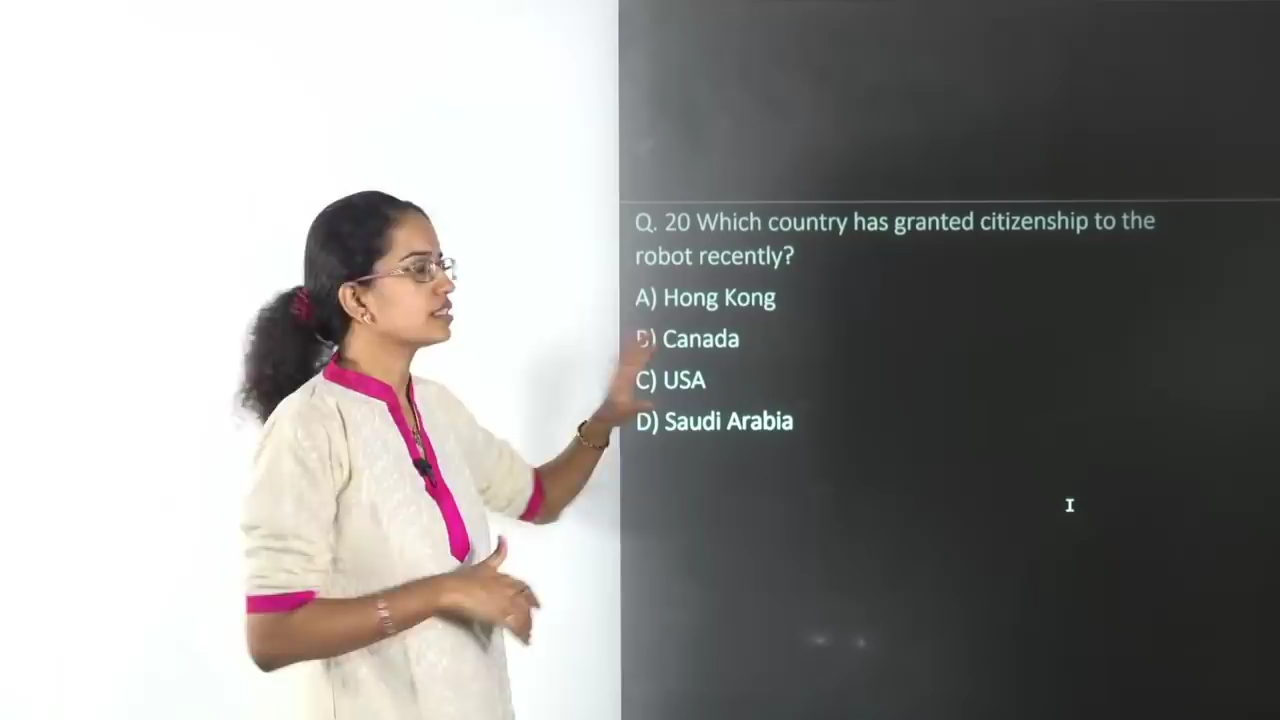 Q. 20 Which country has granted citizenship to the
robot recently?
A) Hong Kong
B) Canada
C) USA
D) Saudi Arabia